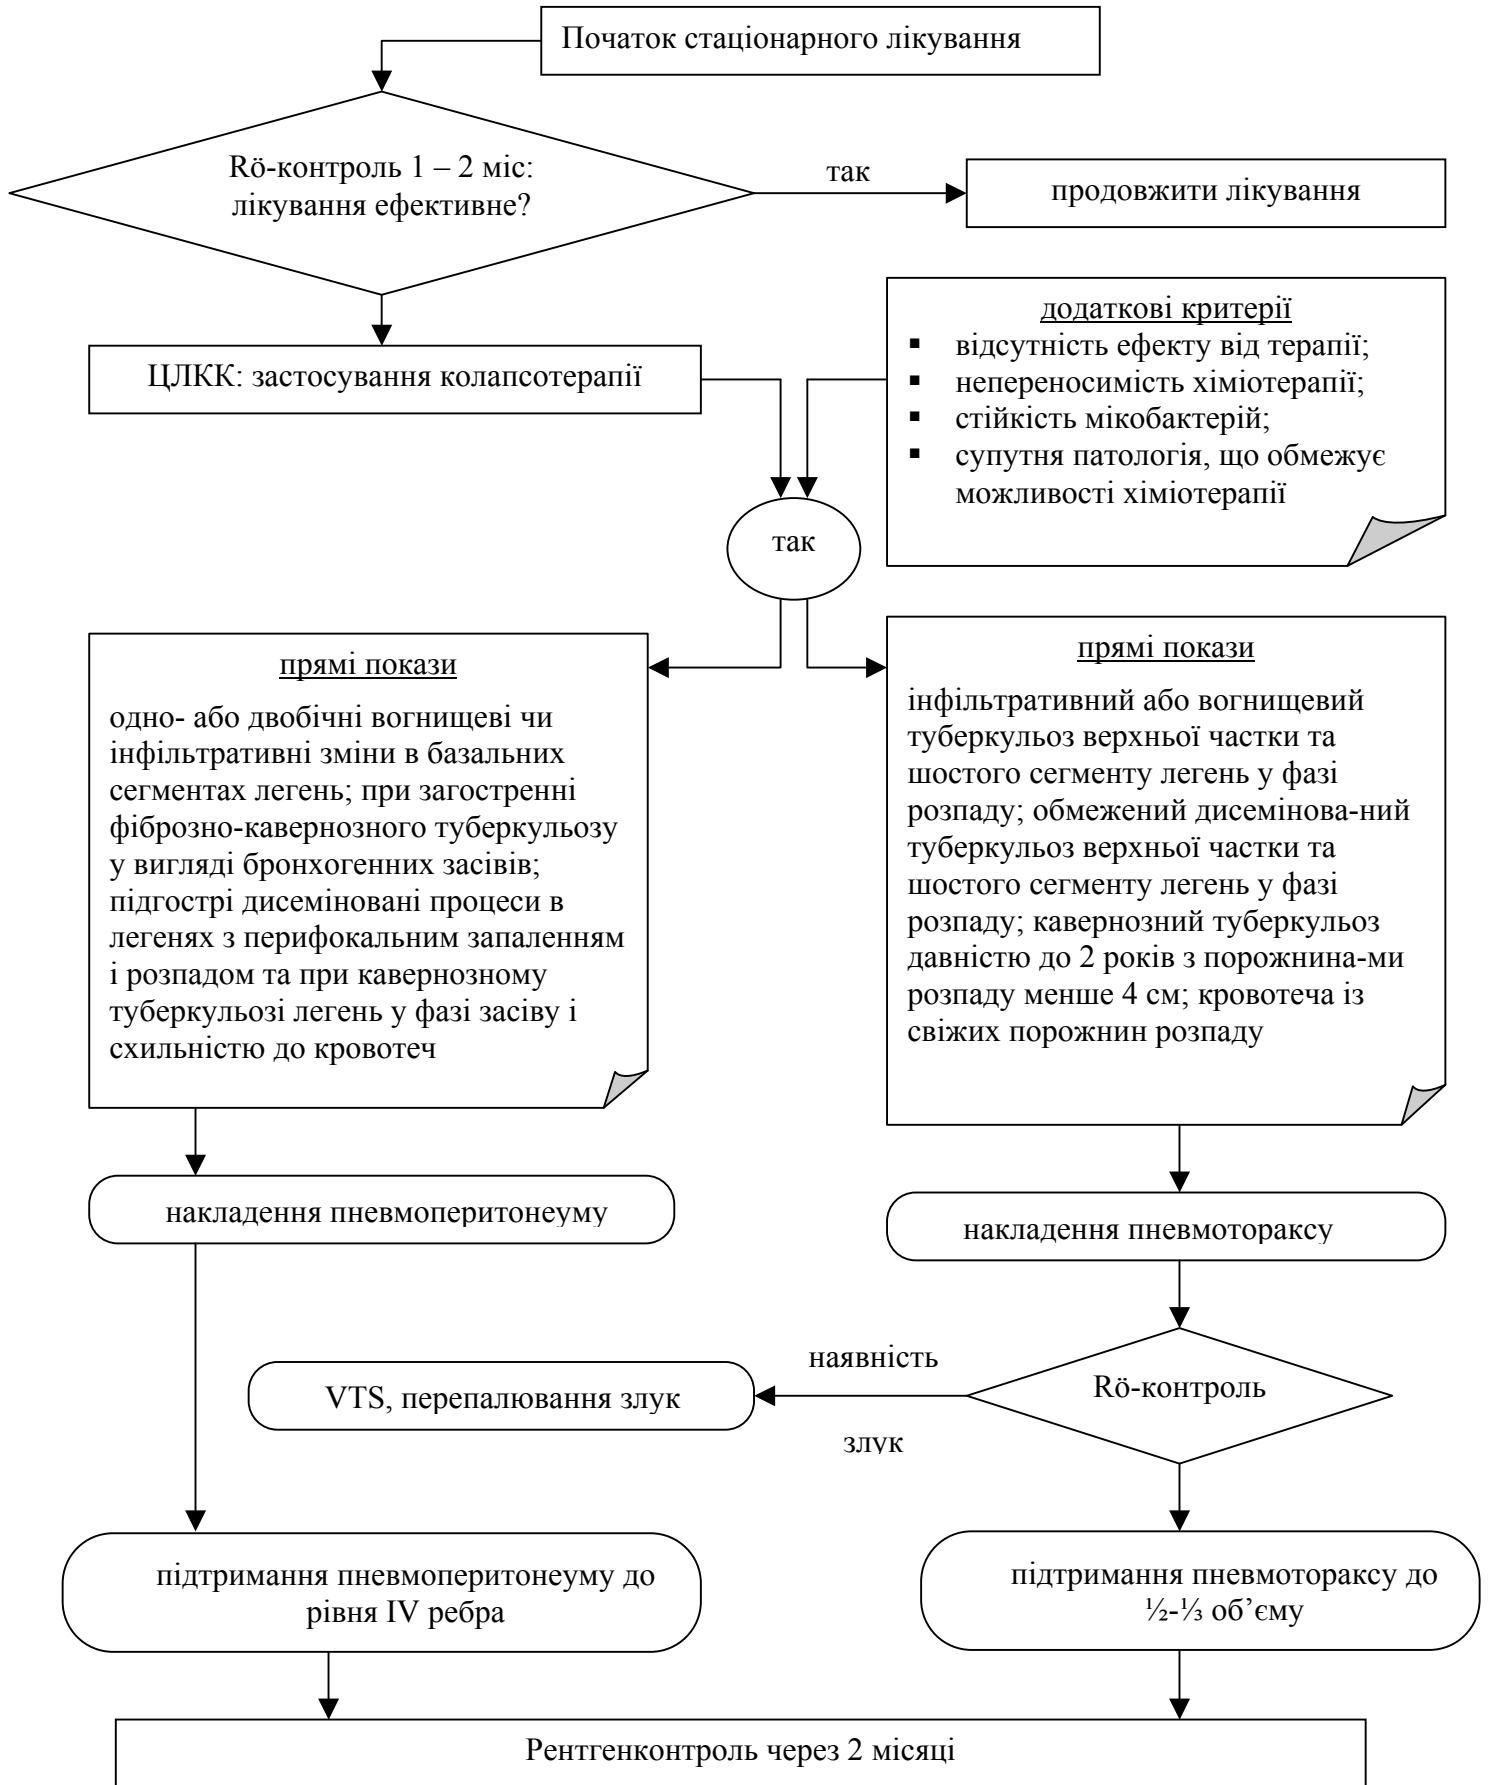 Початок стаціонарного лікування
Rö-контроль 1 – 2 міс:
лікування ефективне?
так
продовжити лікування
ЦЛКК: застосування колапсотерапії
додаткові критерії
▪ відсутність ефекту від терапії;
▪ непереносимість хіміотерапії;
▪ стійкість мікобактерій;
▪ супутня патологія, що обмежує
можливості хіміотерапії
так
прямі покази
одно- або двобічні вогнищеві чи
інфільтративні зміни в базальних
сегментах легень; при загостренні
фіброзно-кавернозного туберкульозу
у вигляді бронхогенних засівів;
підгострі дисеміновані процеси в
легенях з перифокальним запаленням
і розпадом та при кавернозному
туберкульозі легень у фазі засіву і
схильністю до кровотеч
прямі покази
інфільтративний або вогнищевий
туберкульоз верхньої частки та
шостого сегменту легень у фазі
розпаду; обмежений дисемінова-ний
туберкульоз верхньої частки та
шостого сегменту легень у фазі
розпаду; кавернозний туберкульоз
давністю до 2 років з порожнина-ми
розпаду менше 4 см; кровотеча із
свіжих порожнин розпаду
накладення пневмоперитонеуму
накладення пневмотораксу
наявність
злук
VTS, перепалювання злук
Rö-контроль
підтримання пневмоперитонеуму до
рівня IV ребра
підтримання пневмотораксу до
½-⅓ об’єму
Рентгенконтроль через 2 місяці